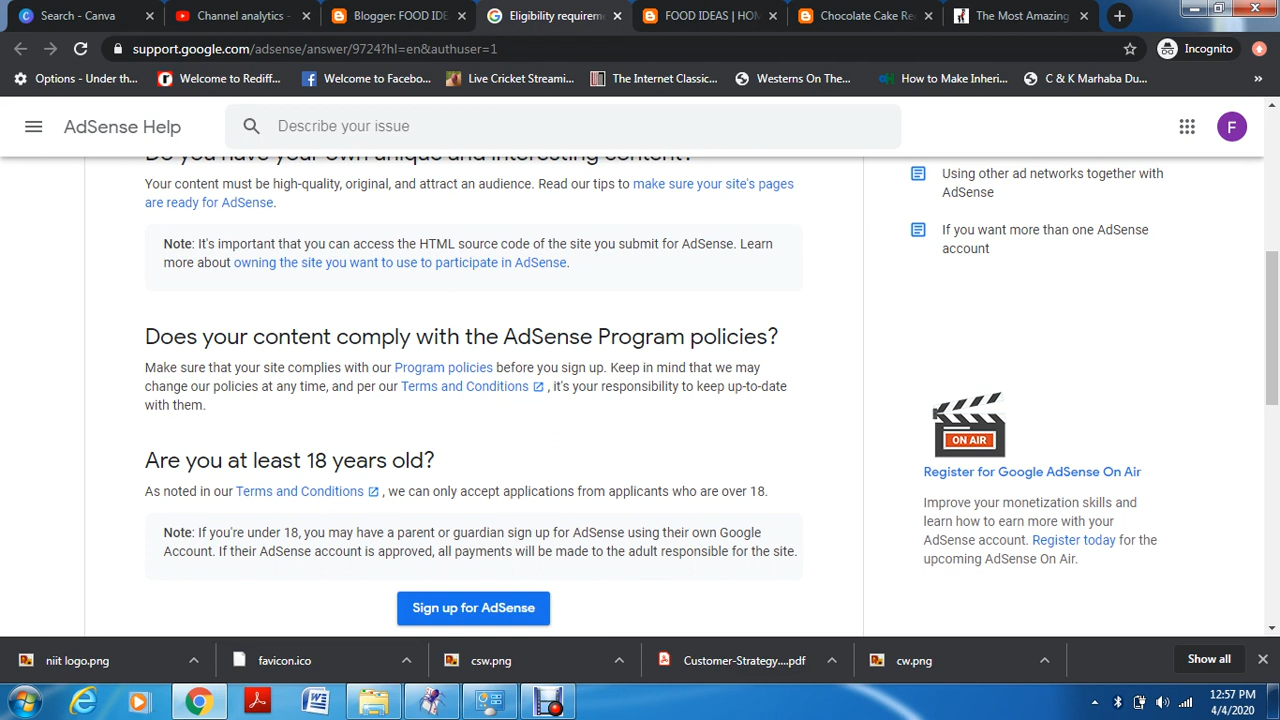 Search - Canva
Channel analytics -
Blogger: FOOD IDE
Eligibility requirem
FOOD IDEAS | HOM
Chocolate Cake Re
The Most Amazing
support.google.com/adsense/answer/9724?hl=en&authuser=1
Incognito
Options - Under th...
Welcome to Rediff...
Welcome to Facebo...
Live Cricket Streami...
The Internet Classic...
Westerns On The...
How to Make Inheri...
C & K Marhaba Du...
AdSense Help
Describe your issue
F
Do you have your own unique and interesting content?
Your content must be high-quality, original, and attract an audience. Read our tips to make sure your site's pages
are ready for AdSense.
Note: It's important that you can access the HTML source code of the site you submit for AdSense. Learn
more about owning the site you want to use to participate in AdSense.
Does your content comply with the AdSense Program policies?
Make sure that your site complies with our Program policies before you sign up. Keep in mind that we may
change our policies at any time, and per our Terms and Conditions , it's your responsibility to keep up-to-date
with them.
Are you at least 18 years old?
As noted in our Terms and Conditions , we can only accept applications from applicants who are over 18.
Note: If you're under 18, you may have a parent or guardian sign up for AdSense using their own Google
Account. If their AdSense account is approved, all payments will be made to the adult responsible for the site.
Sign up for AdSense
Using other ad networks together with
AdSense
If you want more than one AdSense
account
ON AIR
Register for Google AdSense On Air
Improve your monetization skills and
learn how to earn more with your
AdSense account. Register today for the
upcoming AdSense On Air.
niit logo.png
favicon.ico
csw.png
Customer-Strategy....pdf
cw.png
Show all
12:57 PM
4/4/2020